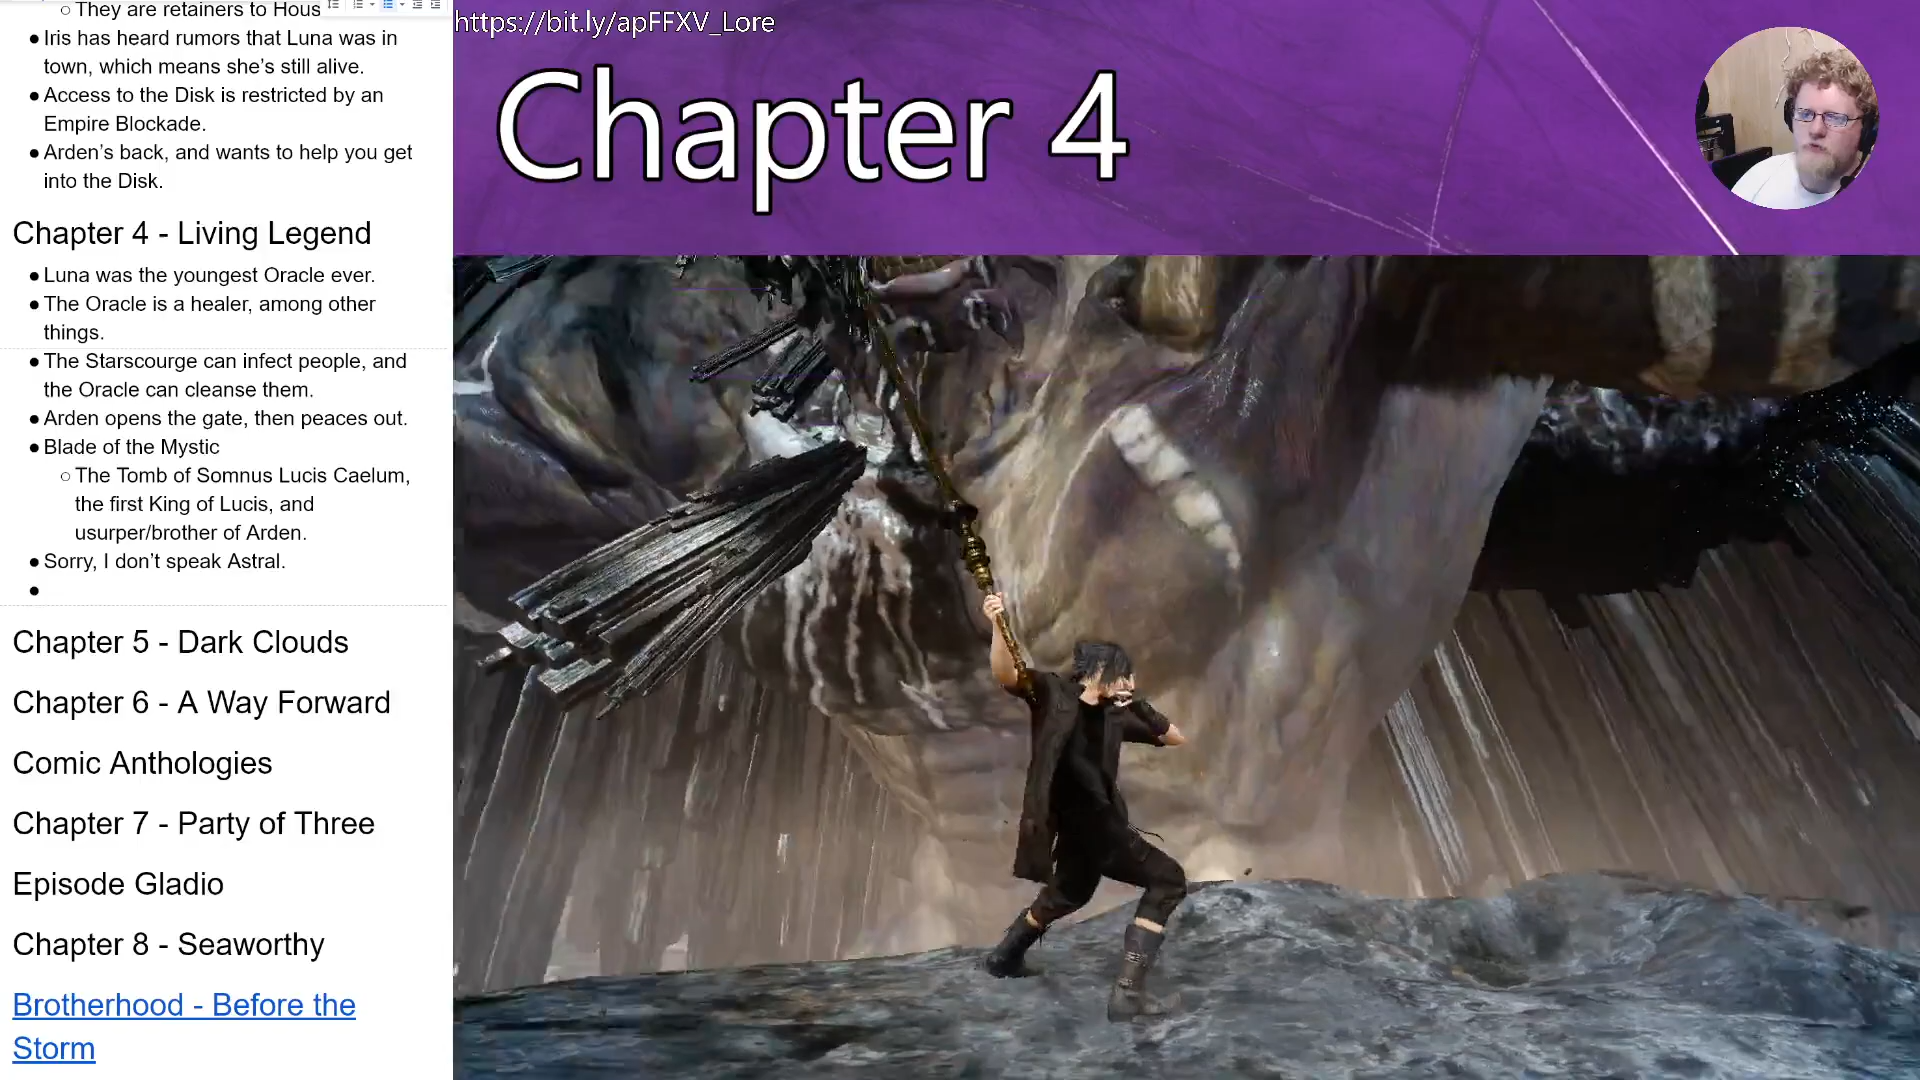 They are retainers to Hous
Iris has heard rumors that Luna was in
town, which means she's still alive.
Access to the Disk is restricted by an
Empire Blockade.
Arden's back, and wants to help you get
into the Disk.
Chapter 4 - Living Legend
Luna was the youngest Oracle ever.
The Oracle is a healer, among other
things.
The Starscourge can infect people, and
the Oracle can cleanse them.
Arden opens the gate, then peaces out.
Blade of the Mystic
The Tomb of Somnus Lucis Caelum,
the first King of Lucis, and
usurper/brother of Arden.
Sorry, I don't speak Astral.
Chapter 5 - Dark Clouds
Chapter 6 - A Way Forward
Comic Anthologies
Chapter 7 - Party of Three
Episode Gladio
Chapter 8 - Seaworthy
Brotherhood - Before the
Storm
https://bit.ly/apFFXV_Lore
Chapter 4